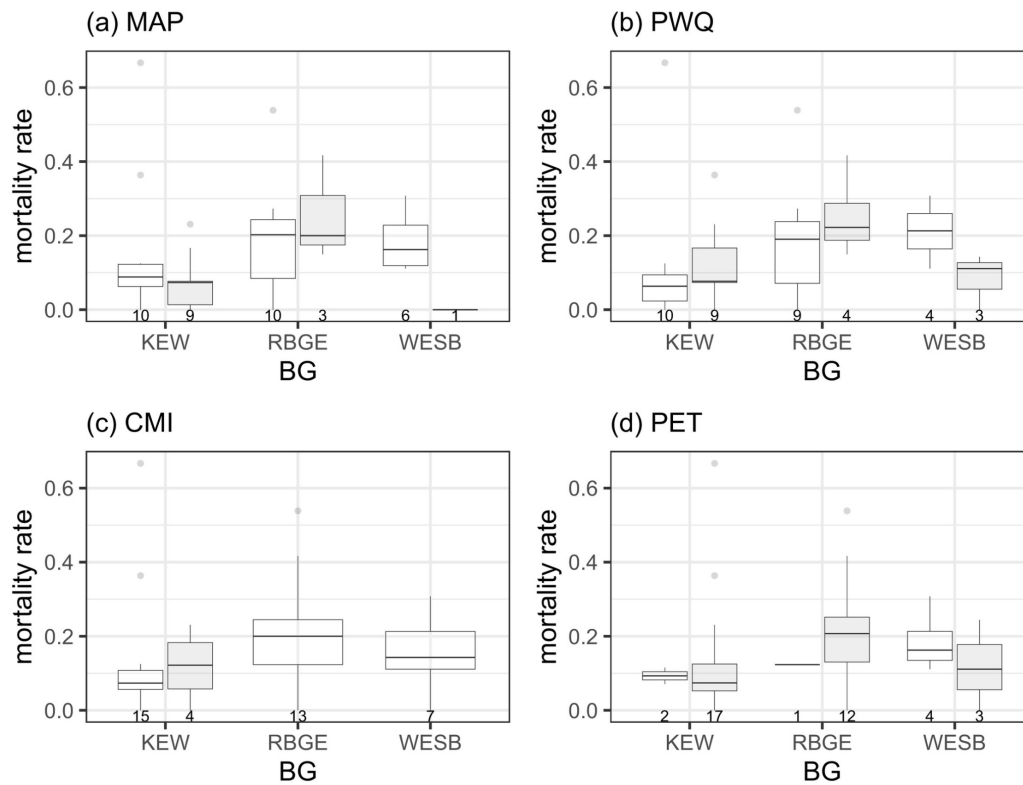 (a) MAP
mortality rate
0.6
0.4
0.2
0.0
10 9 10 3 6 1
KEW RBGE WESB
BG
(b) PWQ
mortality rate
0.6
0.4
0.2
0.0
10 9 9 4 4 3
KEW RBGE WESB
BG
(c) CMI
mortality rate
0.6
0.4
0.2
0.0
15 4 13 7
KEW RBGE WESB
BG
(d) PET
mortality rate
0.6
0.4
0.2
0.0
2 17 1 12 4 3
KEW RBGE WESB
BG